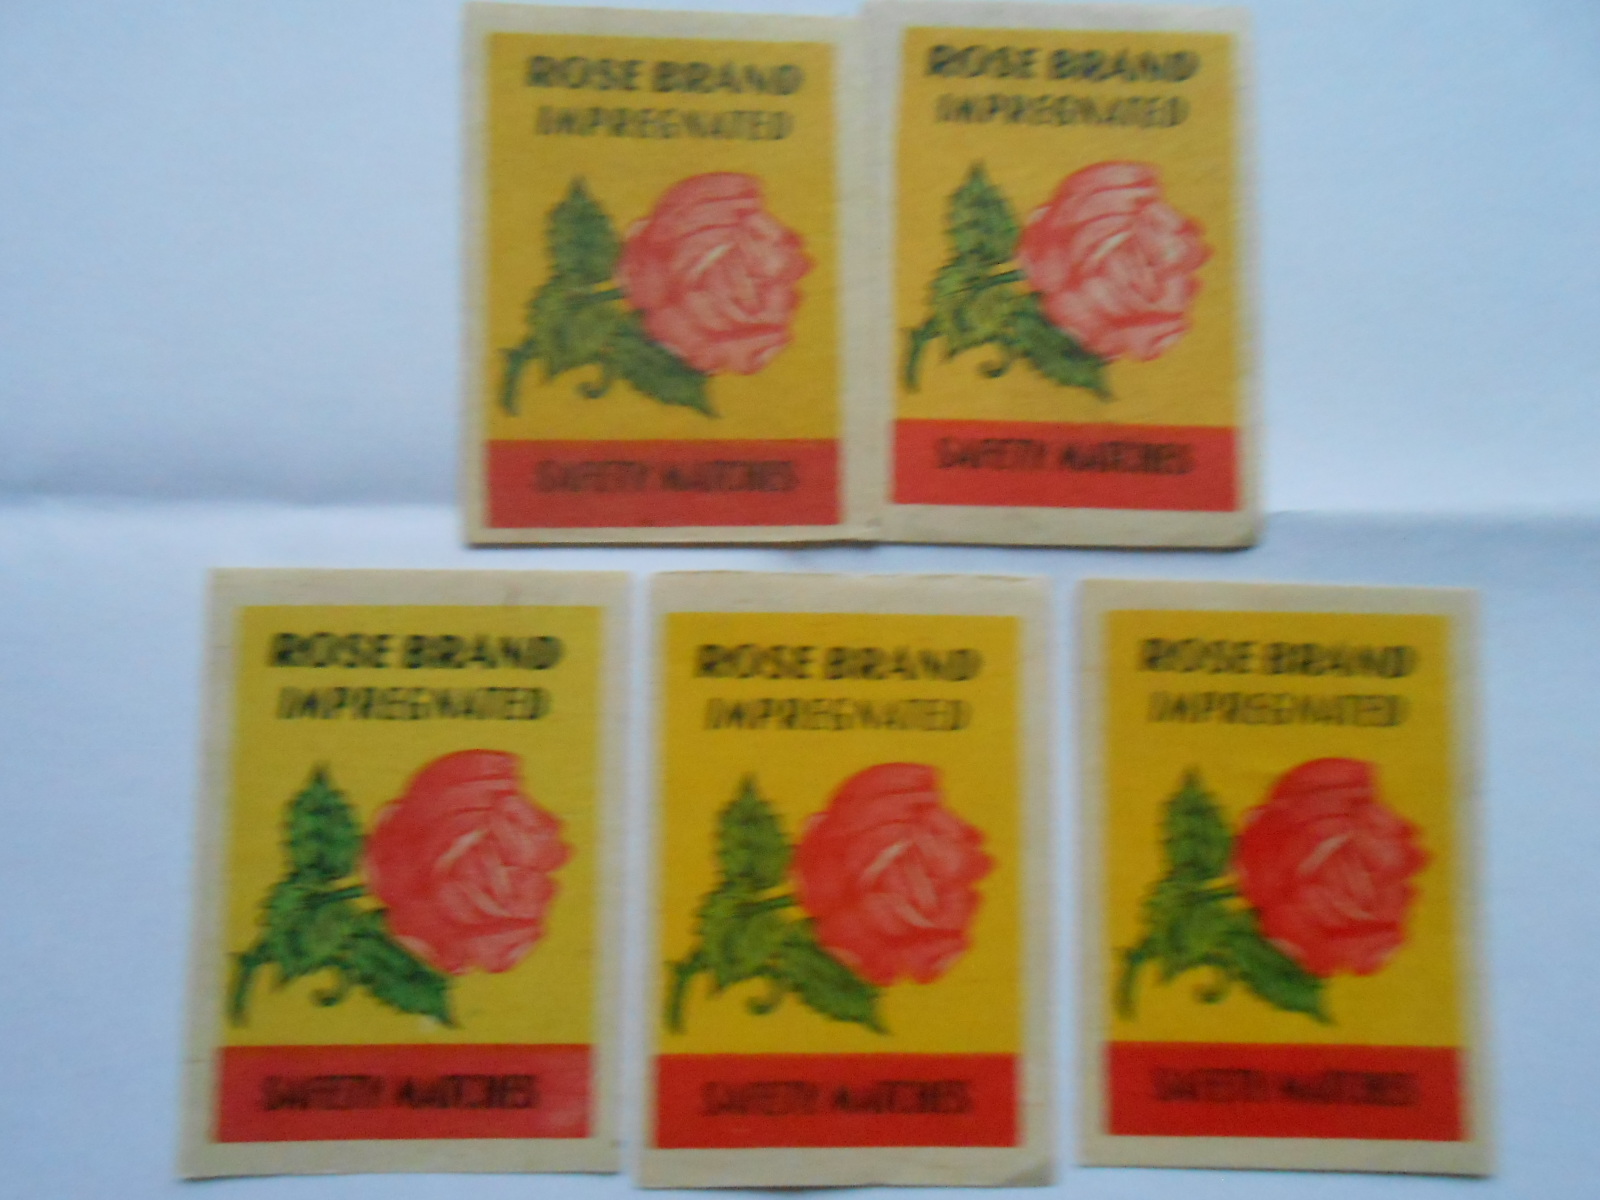 ROSE BRAND
IMPREGNATED
SAFETY MATCHES
ROSE BRAND
IMPREGNATED
SAFETY MATCHES
ROSE BRAND
IMPREGNATED
SAFETY MATCHES
ROSE BRAND
IMPREGNATED
SAFETY MATCHES
ROSE BRAND
IMPREGNATED
SAFETY MATCHES